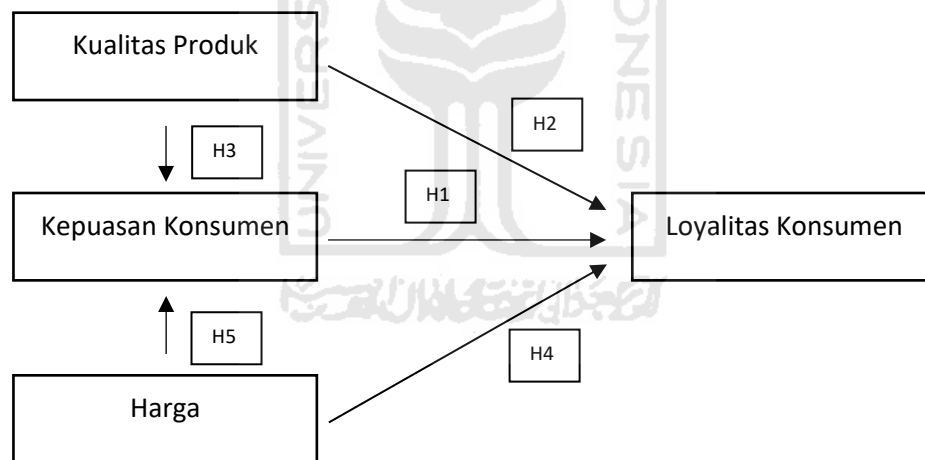 Kualitas Produk
H3
H2
H1
Kepuasan Konsumen
Loyalitas Konsumen
H5
H4
Harga